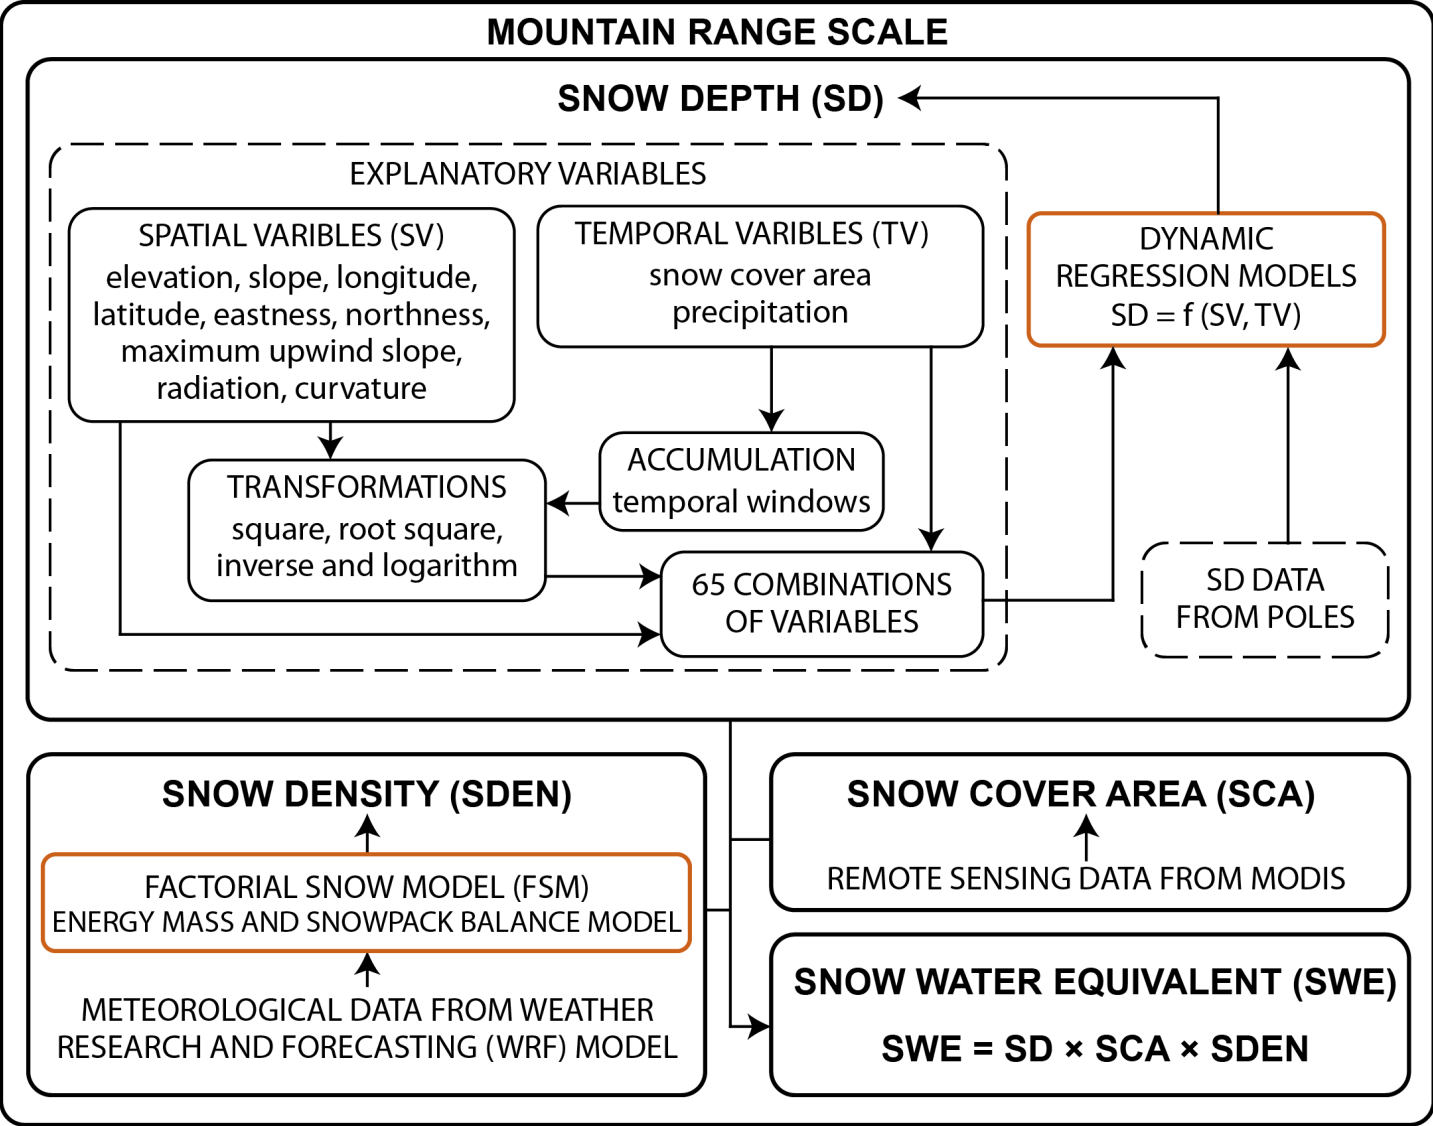 MOUNTAIN RANGE SCALE
SNOW DEPTH (SD)
EXPLANATORY VARIABLES
SPATIAL VARIBLES (SV)
elevation, slope, longitude,
latitude, eastness, northness,
maximum upwind slope,
radiation, curvature
TEMPORAL VARIBLES (TV)
snow cover area
precipitation
DYNAMIC
REGRESSION MODELS
SD = f (SV, TV)
ACCUMULATION
temporal windows
TRANSFORMATIONS
square, root square,
inverse and logarithm
65 COMBINATIONS
OF VARIABLES
SD DATA
FROM POLES
SNOW DENSITY (SDEN)
FACTORIAL SNOW MODEL (FSM)
ENERGY MASS AND SNOWPACK BALANCE MODEL
METEOROLOGICAL DATA FROM WEATHER
RESEARCH AND FORECASTING (WRF) MODEL
SNOW COVER AREA (SCA)
REMOTE SENSING DATA FROM MODIS
SNOW WATER EQUIVALENT (SWE)
SWE = SD × SCA × SDEN